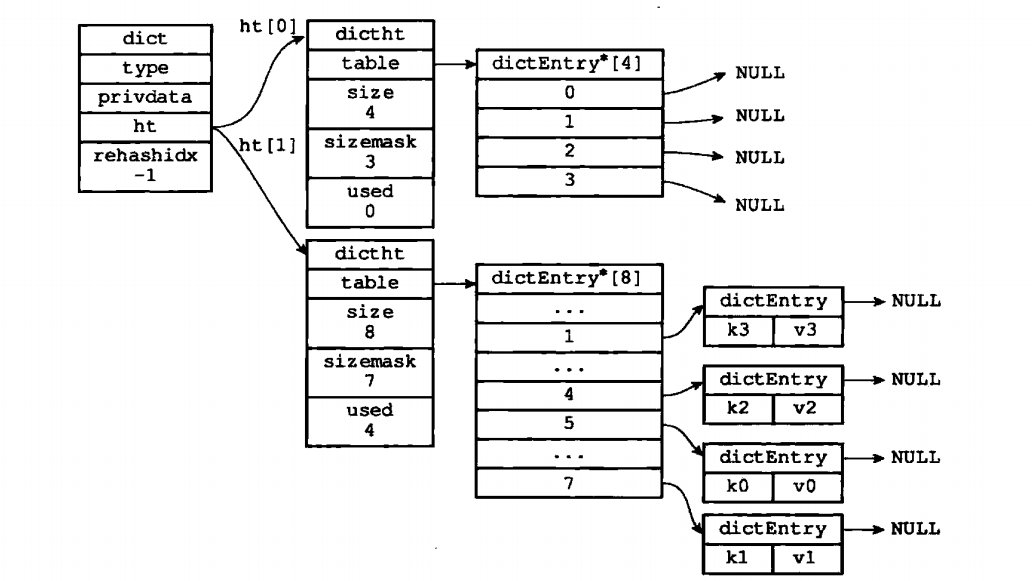 dict
type
privdata
ht
rehashidx
-1
ht[0]
ht[1]
dictht
table
size
4
sizemask
3
used
0
dictEntry*[4]
0
1
2
3
NULL
NULL
NULL
NULL
dictht
table
size
8
sizemask
7
used
4
dictEntry*[8]
...
1
...
4
5
...
7
dictEntry
k3 v3
NULL
dictEntry
k2 v2
NULL
dictEntry
k0 v0
NULL
dictEntry
k1 v1
NULL